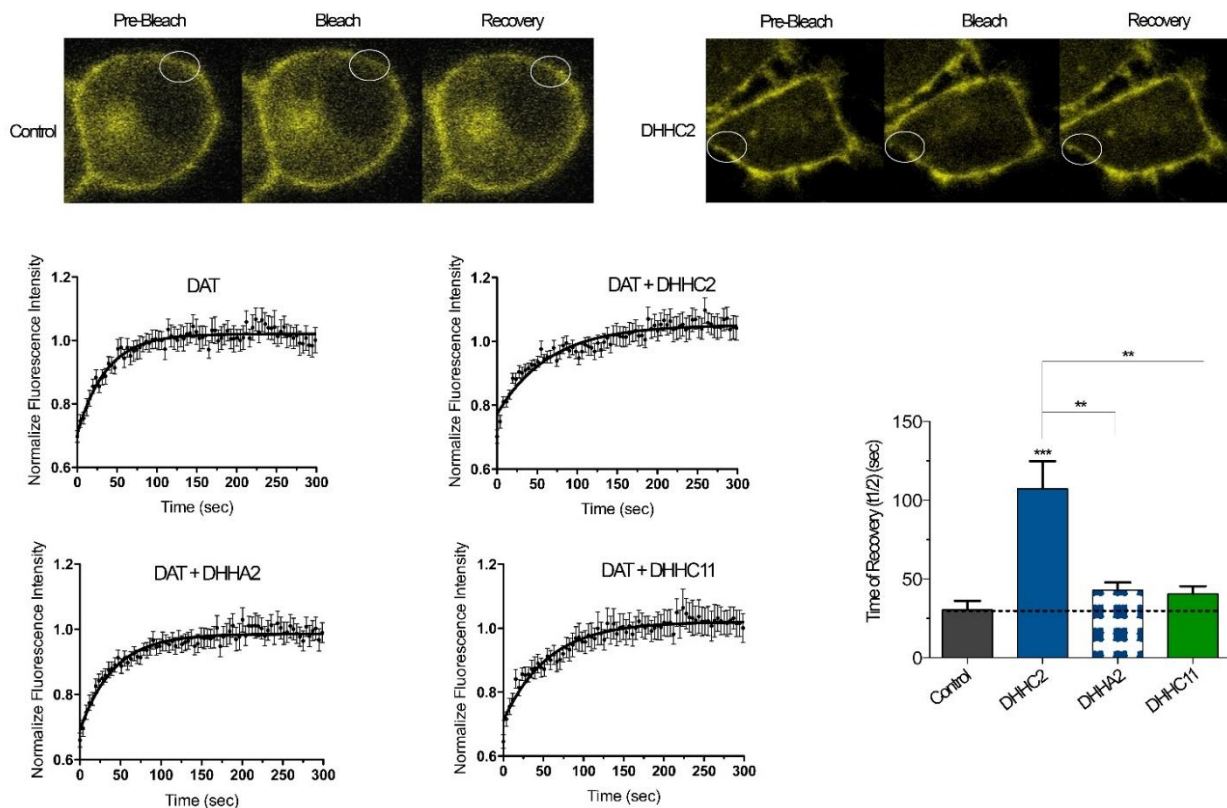 Pre-Bleach Bleach Recovery
Control
Pre-Bleach Bleach Recovery
DHHC2
DAT
Normalize Fluorescence Intensity
1.2
1.0
0.8
0.6
0 50 100 150 200 250 300
Time (sec)
DAT + DHHC2
Normalize Fluorescence Intensity
1.2
1.0
0.8
0.6
0 50 100 150 200 250 300
Time (sec)
DAT + DHHA2
Normalize Fluorescence Intensity
1.2
1.0
0.8
0.6
0 50 100 150 200 250 300
Time (sec)
DAT + DHHC11
Normalize Fluorescence Intensity
1.2
1.0
0.8
0.6
0 50 100 150 200 250 300
Time (sec)
**
**
***
Time of Recovery (t1/2) (sec)
150
100
50
0
Control DHHC2 DHHA2 DHHC11